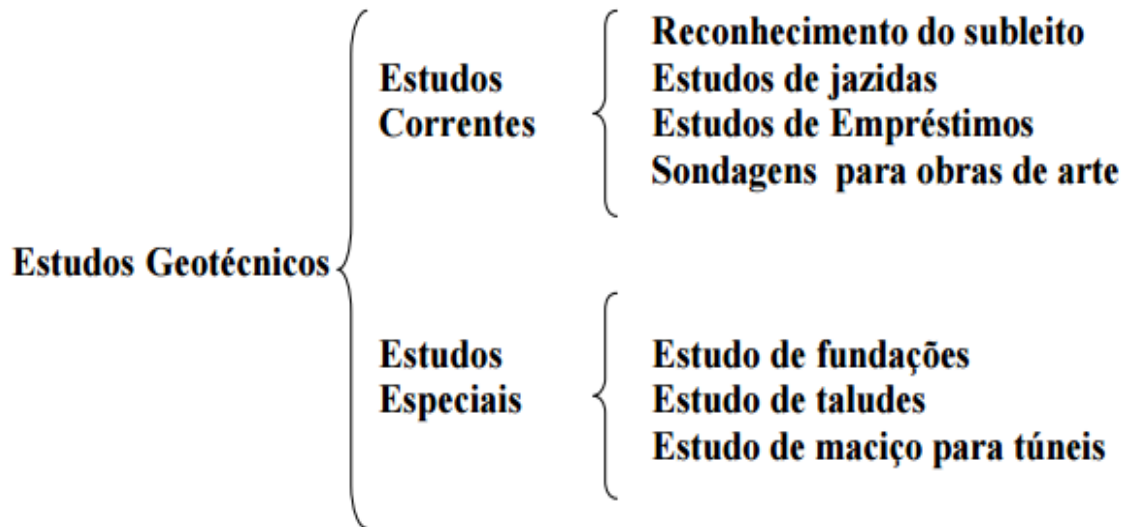 Estudos Geotécnicos
Estudos
Correntes
Reconhecimento do subleito
Estudos de jazidas
Estudos de Empréstimos
Sondagens para obras de arte
Estudos
Especiais
Estudo de fundações
Estudo de taludes
Estudo de maciço para túneis